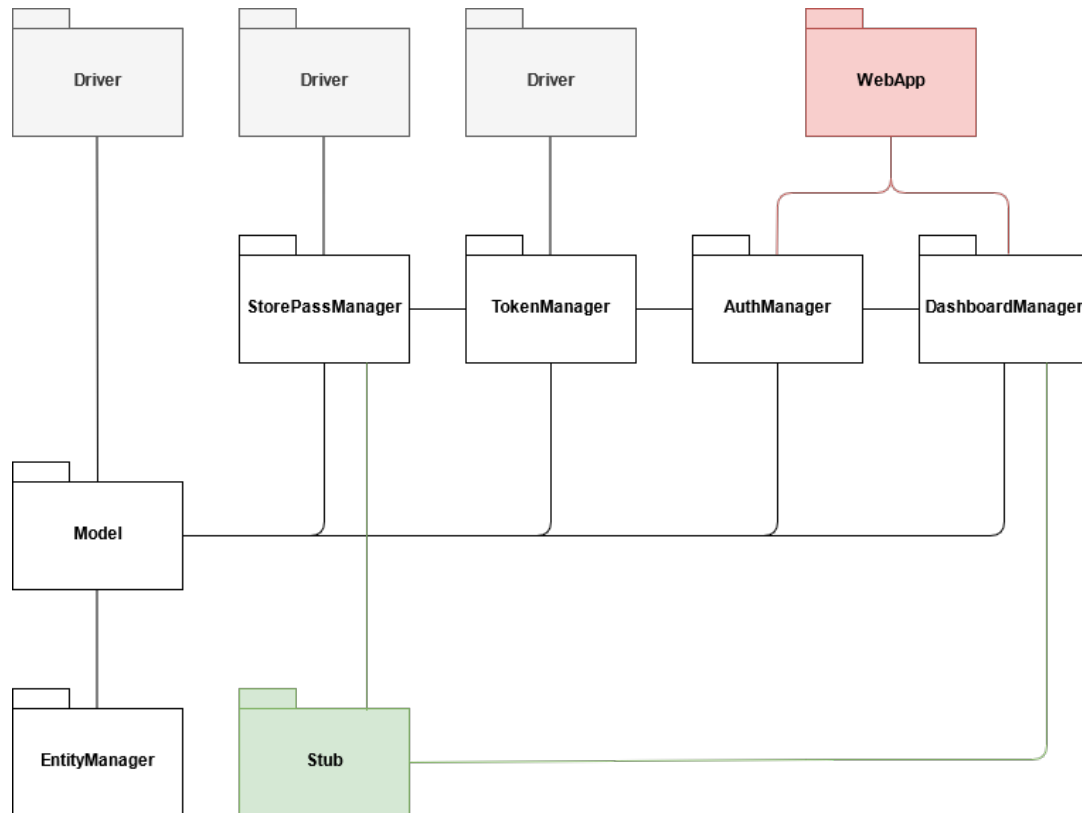 Driver
Driver
Driver
WebApp
StorePassManager
TokenManager
AuthManager
DashboardManager
Model
EntityManager
Stub